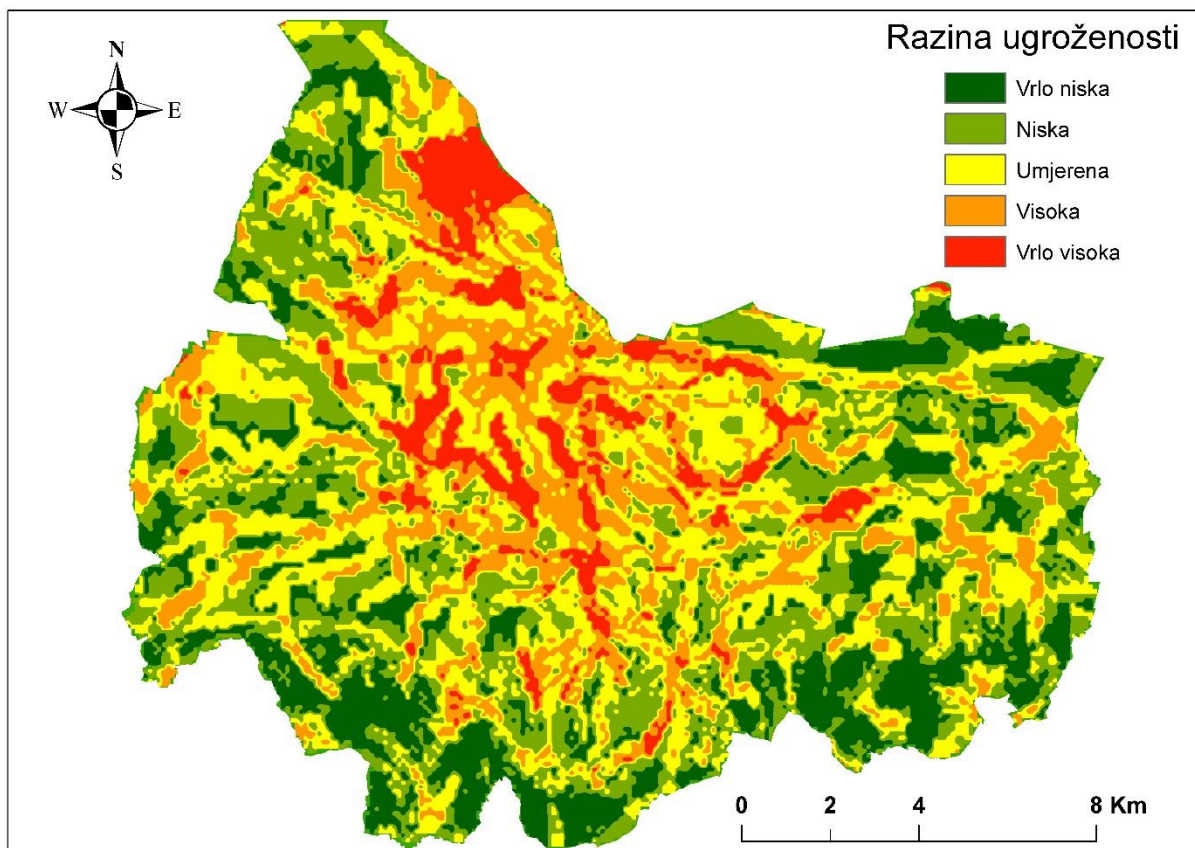 Razina ugroženosti
Vrlo niska
Niska
Umjerena
Visoka
Vrlo visoka
N
W E
S
0 2 4 8 Km